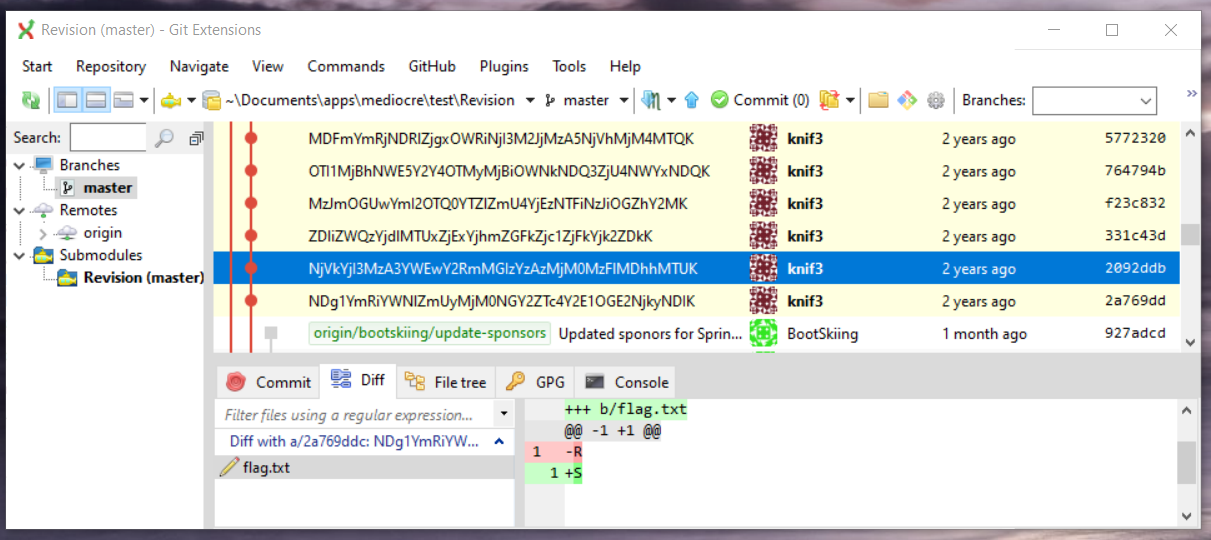 Revision (master) - Git Extensions
Start Repository Navigate View Commands GitHub Plugins Tools Help
~\Documents\apps\mediocre\test\Revision master Commit (0) Branches:
Search:
Branches
master
Remotes
origin
Submodules
Revision (master)
MDFmYmRjNDRlZjgxOWRiNjI3M2JjMzA5NjVhMjM4MTQK knif3 2 years ago 5772320
OTI1MjBhNWE5Y2Y4OTMyMjBiOWNkNDQ3ZjU4NWYxNDQK knif3 2 years ago 764794b
MzJmOGUwYmI2OTQ0YTZlZmU4YjEzNTFiNzJiOGZhY2MK knif3 2 years ago f23c832
ZDliZWQzYjdlMTUxZjExYjhmZGFkZjc1ZjFkYjk2ZDkK knif3 2 years ago 331c43d
NjVkYjI3MzA3YWEwY2RmMGIzYzAzMjM0MzFlMDhhMTUK knif3 2 years ago 2092ddb
NDg1YmRiYWNlZmUyMjM0NGY2ZTc4Y2E1OGE2NjkyNDIK knif3 2 years ago 2a769dd
origin/bootskiing/update-sponsors Updated sponors for Sprin... BootSkiing 1 month ago 927adcd
Commit Diff File tree GPG Console
Filter files using a regular expression...
Diff with a/2a769ddc: NDg1YmRiYW...
flag.txt
+++ b/flag.txt
@@ -1 +1 @@
1 -R
1 +S